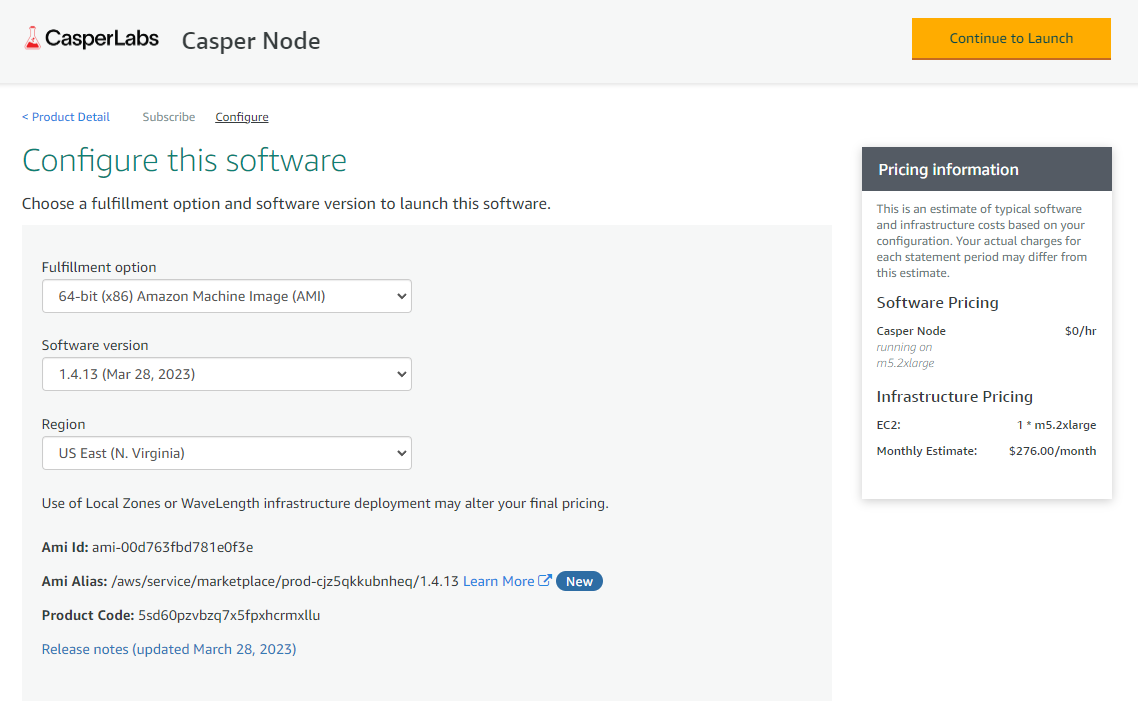 CasperLabs Casper Node
Continue to Launch
< Product Detail Subscribe Configure
Configure this software
Choose a fulfillment option and software version to launch this software.
Fulfillment option
64-bit (x86) Amazon Machine Image (AMI)
Software version
1.4.13 (Mar 28, 2023)
Region
US East (N. Virginia)
Use of Local Zones or WaveLength infrastructure deployment may alter your final pricing.
Ami Id: ami-00d763fbd781e0f3e
Ami Alias: /aws/service/marketplace/prod-cjz5qkkubnheq/1.4.13 Learn More New
Product Code: 5sd60pzvbzq7x5fpxhcrmxllu
Release notes (updated March 28, 2023)
Pricing information
This is an estimate of typical software
and infrastructure costs based on your
configuration. Your actual charges for
each statement period may differ from
this estimate.
Software Pricing
Casper Node $0/hr
running on
m5.2xlarge
Infrastructure Pricing
EC2: 1 * m5.2xlarge
Monthly Estimate: $276.00/month